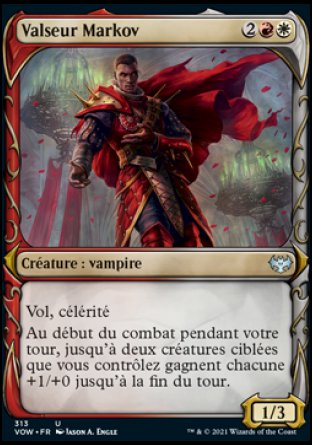 Valseur Markov 2
Créature : vampire
Vol, célérité
Au début du combat pendant votre
tour, jusqu'à deux créatures ciblées
que vous contrôlez gagnent chacune
+1/+0 jusqu'à la fin du tour.
1/3
313 U
VOW • FR Jason A. Engle
™ & © 2021 Wizards of the Coast